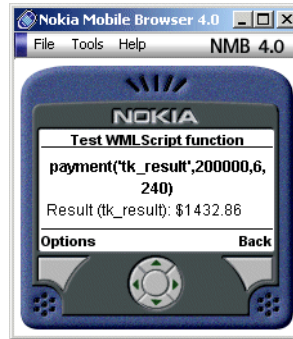 Nokia Mobile Browser 4.0
File Tools Help NMB 4.0
NOKIA
Test WMLScript function
payment('tk_result',200000,6,
240)
Result (tk_result): $1432.86
Options Back